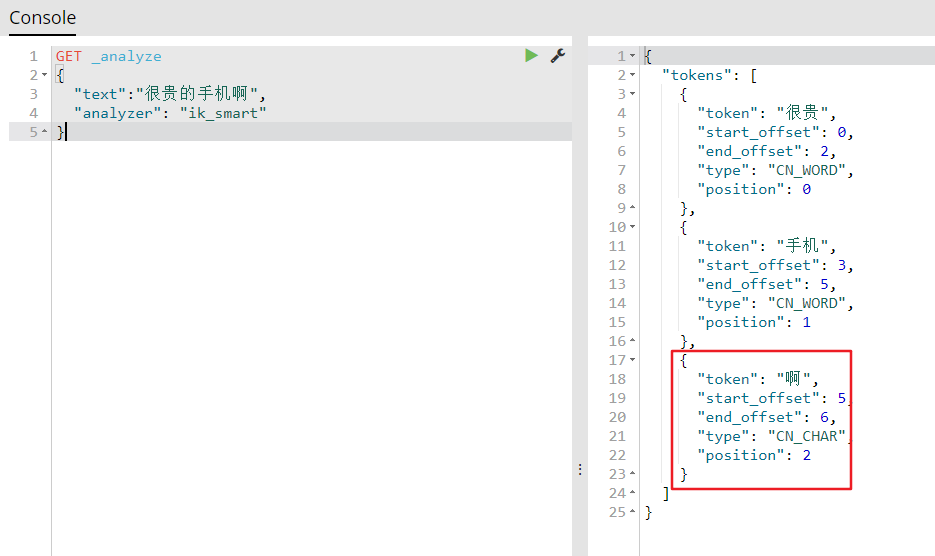 Console
1 GET _analyze
2 {
3 "text":"很贵的手机啊",
4 "analyzer": "ik_smart"
5 }
1 {
2 "tokens": [
3 {
4 "token": "很贵",
5 "start_offset": 0,
6 "end_offset": 2,
7 "type": "CN_WORD",
8 "position": 0
9 },
10 {
11 "token": "手机",
12 "start_offset": 3,
13 "end_offset": 5,
14 "type": "CN_WORD",
15 "position": 1
16 },
17 {
18 "token": "啊",
19 "start_offset": 5,
20 "end_offset": 6,
21 "type": "CN_CHAR",
22 "position": 2
23 }
24 ]
25 }